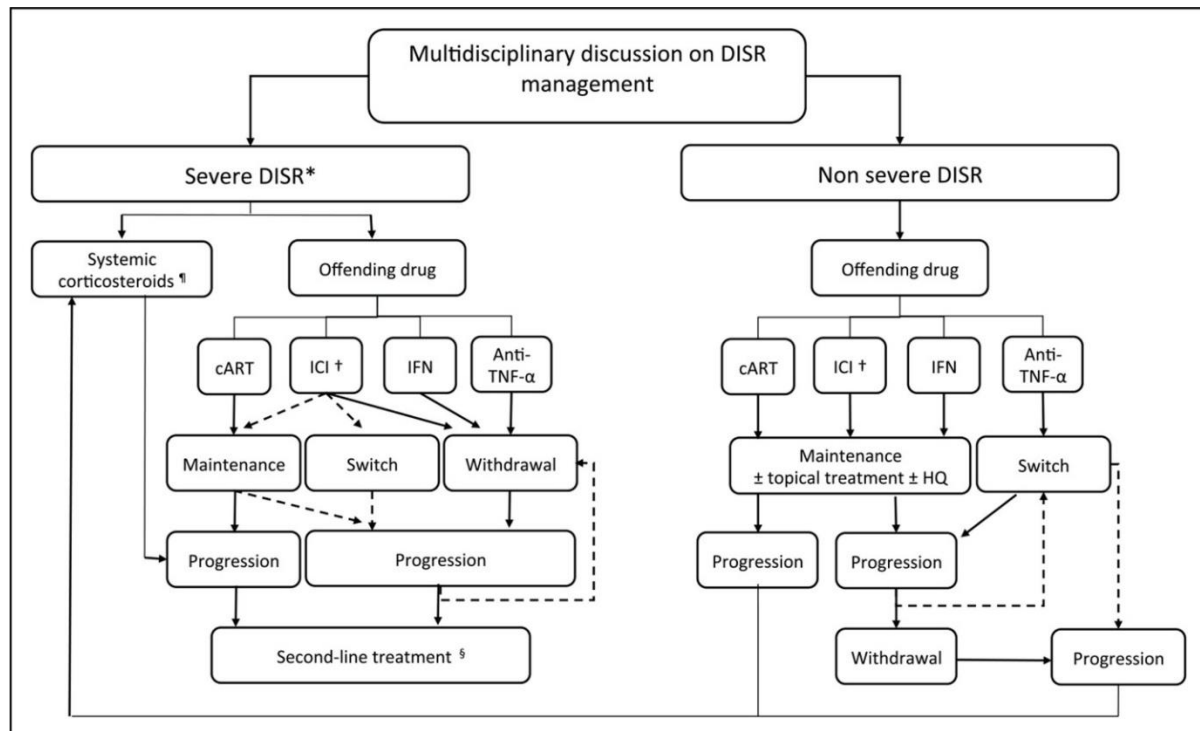 Multidisciplinary discussion on DISR
management
Severe DISR*
Non severe DISR
Systemic
corticosteroids ¶
Offending drug
Offending drug
cART
ICI †
IFN
Anti-
TNF-α
cART
ICI †
IFN
Anti-
TNF-α
Maintenance
Switch
Withdrawal
Maintenance
± topical treatment ± HQ
Switch
Progression
Progression
Progression
Progression
Second-line treatment §
Withdrawal
Progression